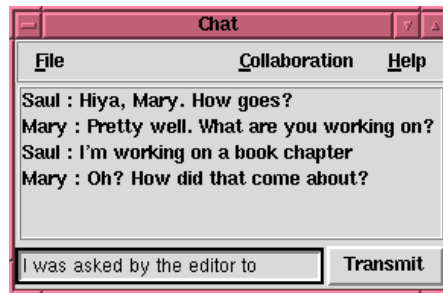 Chat
File Collaboration Help
Saul : Hiya, Mary. How goes?
Mary : Pretty well. What are you working on?
Saul : I'm working on a book chapter
Mary : Oh? How did that come about?
I was asked by the editor to
Transmit